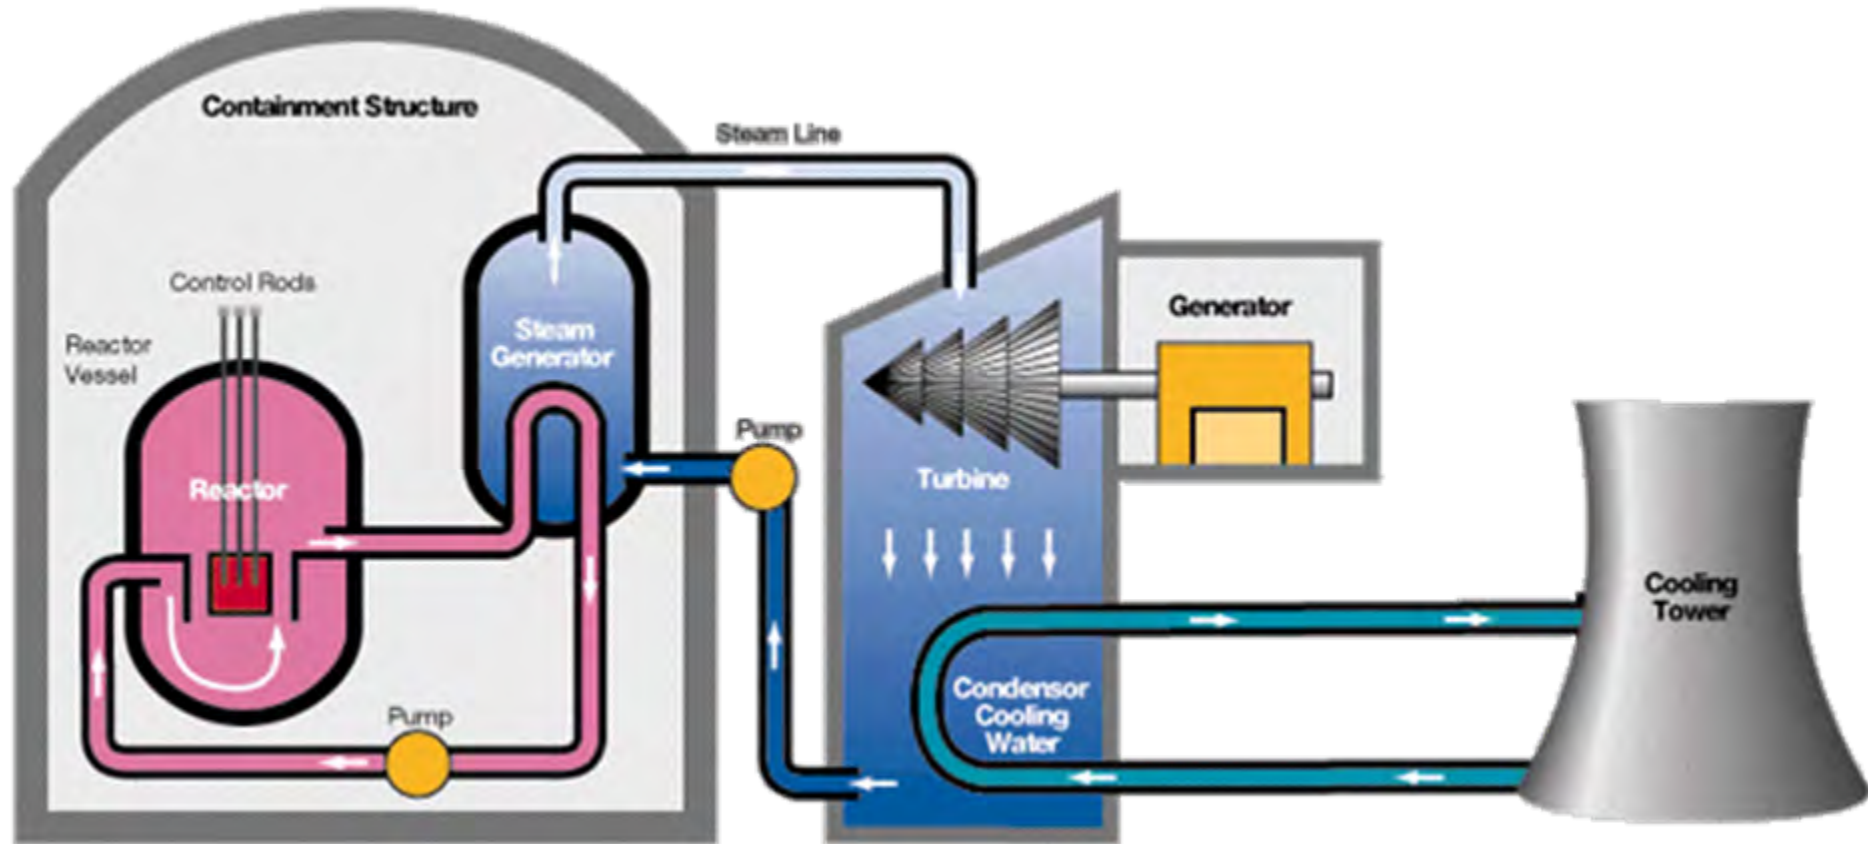 Containment Structure
Steam Line
Control Rods
Reactor
Vessel
Steam
Generator
Generator
Pump
Reactor
Turbine
Cooling
Tower
Condensor
Cooling
Water
Pump